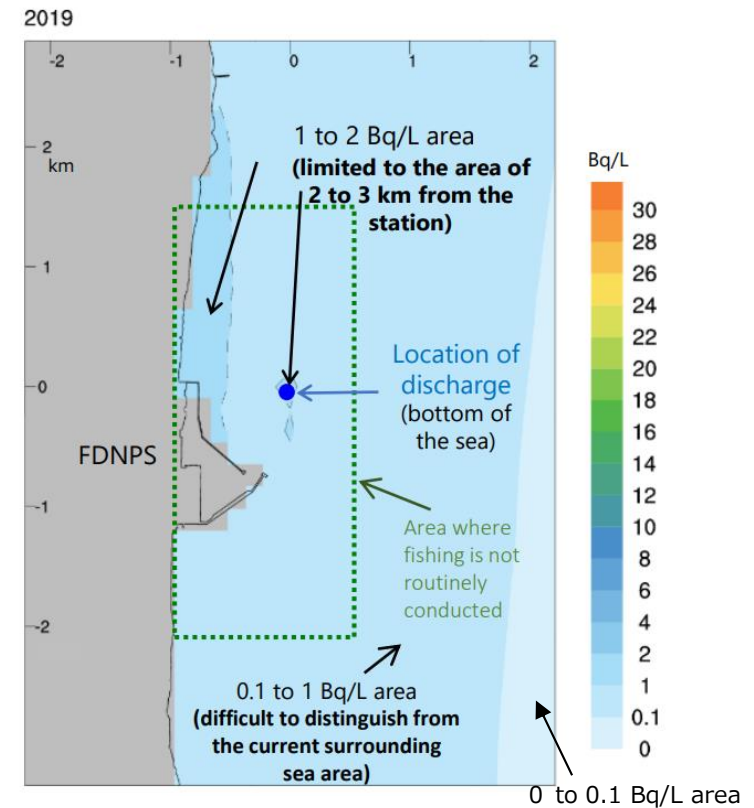 2019
-2 -1 0 1 2
2
km
1
0
-1
-2
1 to 2 Bq/L area
(limited to the area of
2 to 3 km from the
station)
Location of
discharge
(bottom of
the sea)
FDNPS
Area where
fishing is not
routinely
conducted
0.1 to 1 Bq/L area
(difficult to distinguish from
the current surrounding
sea area)
0 to 0.1 Bq/L area
Bq/L
30
28
26
24
22
20
18
16
14
12
10
8
6
4
2
1
0.1
0